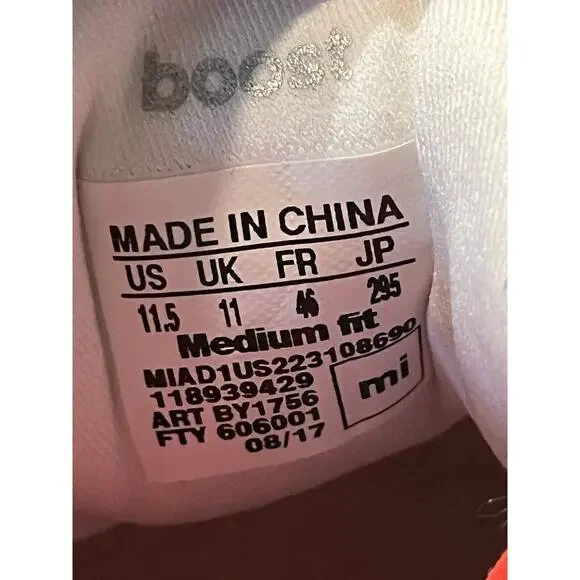 boost
MADE IN CHINA
US UK FR JP
11.5 11 46 295
Medium fit
MIAD1US223108690
118939429
ART BY1756
FTY 606001
08/17
mi